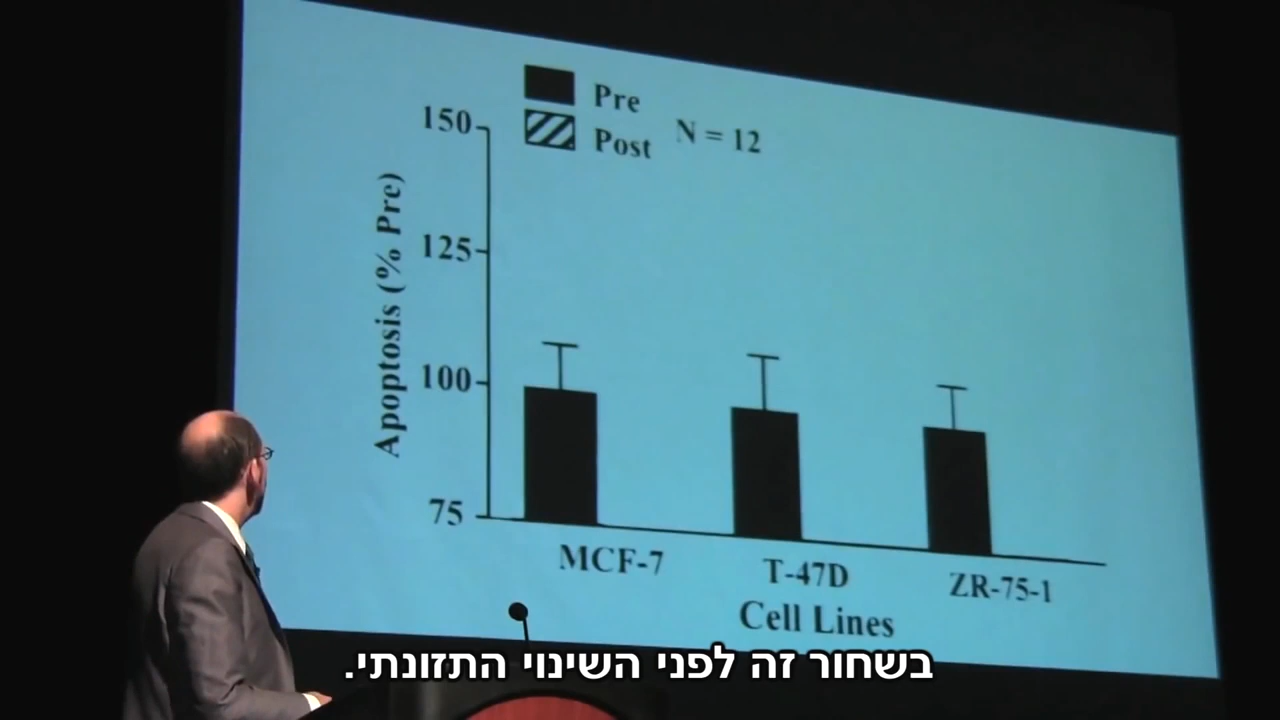 Pre
Post
N = 12
150
125
100
75
Apoptosis (% Pre)
MCF-7
T-47D
ZR-75-1
Cell Lines
בשחור זה לפני השינוי התזונתי.